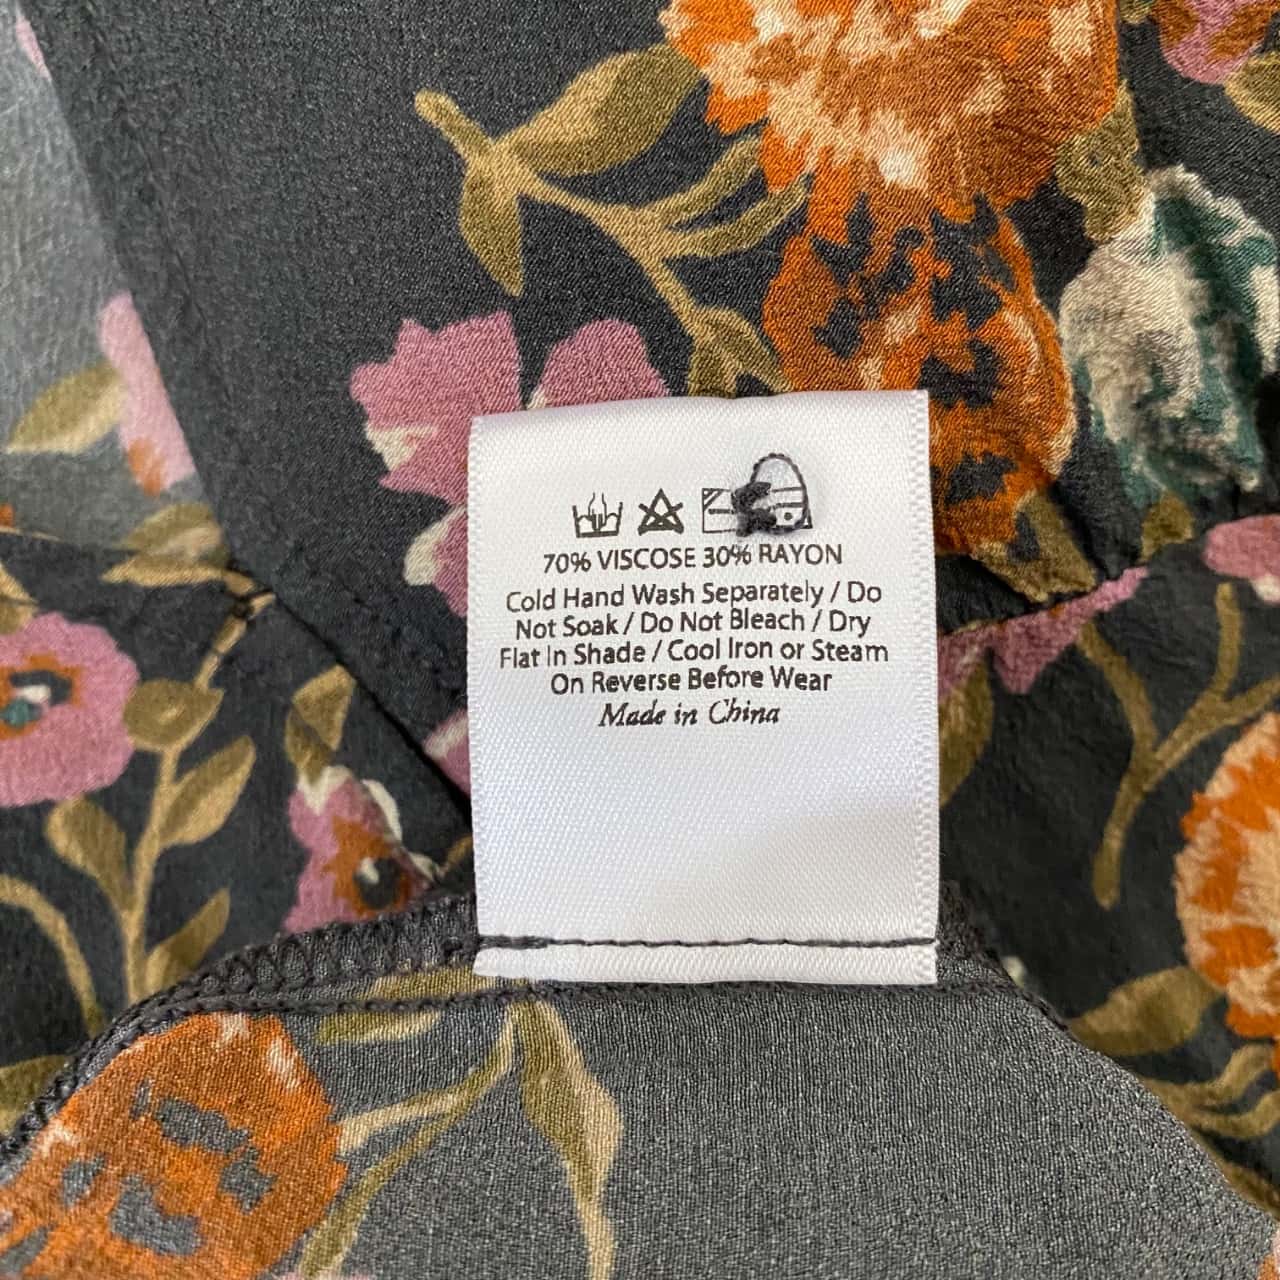 70% VISCOSE 30% RAYON
Cold Hand Wash Separately / Do
Not Soak / Do Not Bleach / Dry
Flat In Shade / Cool Iron or Steam
On Reverse Before Wear
Made in China